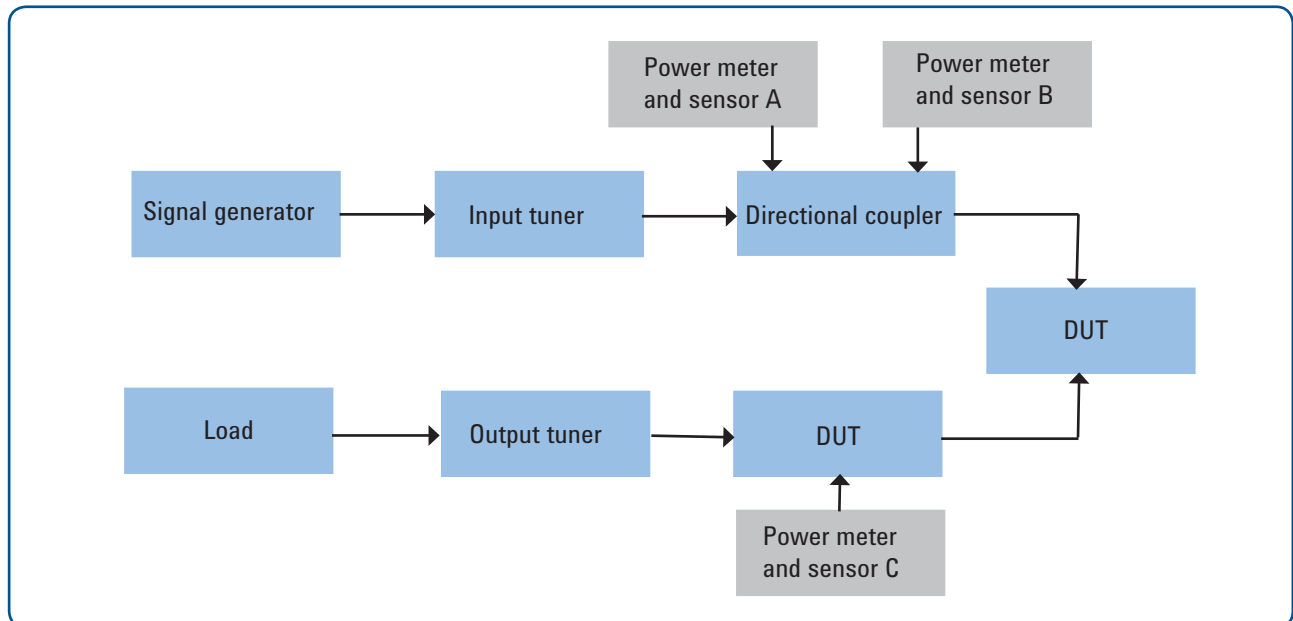 Power meter
and sensor A
Power meter
and sensor B
Signal generator
Input tuner
Directional coupler
DUT
Load
Output tuner
DUT
Power meter
and sensor C